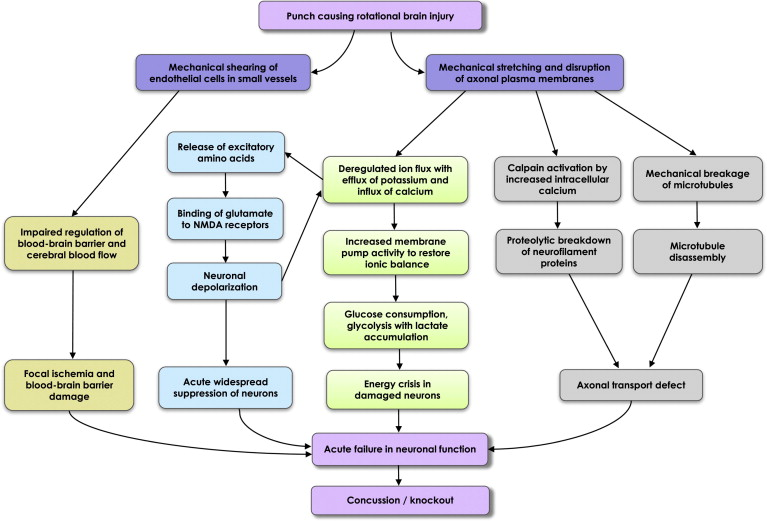 Punch causing rotational brain injury
Mechanical shearing of
endothelial cells in small vessels
Mechanical stretching and disruption
of axonal plasma membranes
Release of excitatory
amino acids
Deregulated ion flux with
efflux of potassium and
influx of calcium
Calpain activation by
increased intracellular
calcium
Mechanical breakage
of microtubules
Impaired regulation of
blood-brain barrier and
cerebral blood flow
Binding of glutamate
to NMDA receptors
Increased membrane
pump activity to restore
ionic balance
Proteolytic breakdown
of neurofilament
proteins
Microtubule
disassembly
Neuronal
depolarization
Glucose consumption,
glycolysis with lactate
accumulation
Focal ischemia and
blood-brain barrier
damage
Acute widespread
suppression of neurons
Energy crisis in
damaged neurons
Axonal transport defect
Acute failure in neuronal function
Concussion / knockout